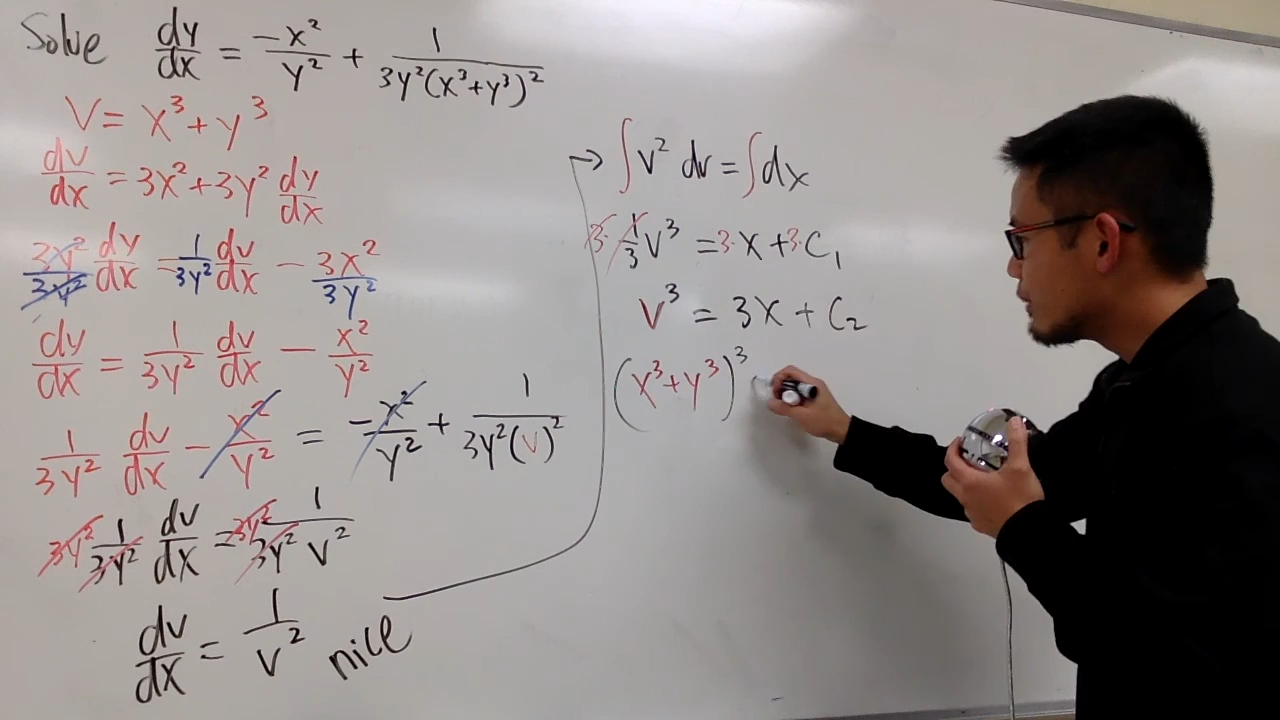 Solve dy/dx = -x²/y² + 1/(3y²(x³+y³)²)
V = x³ + y³
dv/dx = 3x² + 3y² dy/dx
3y²/3y² dy/dx = 1/3y² dv/dx - 3x²/3y²
dy/dx = 1/3y² dv/dx - x²/y²
1/3y² dv/dx - x²/y² = -x²/y² + 1/(3y²(v)²)
3y² 1/3y² dv/dx = 3y² 1/(3y² v²)
dv/dx = 1/v² nice
→ ∫v² dv = ∫dx
3· 1/3 v³ = 3·x + 3·C₁
v³ = 3x + C₂
(x³+y³)³